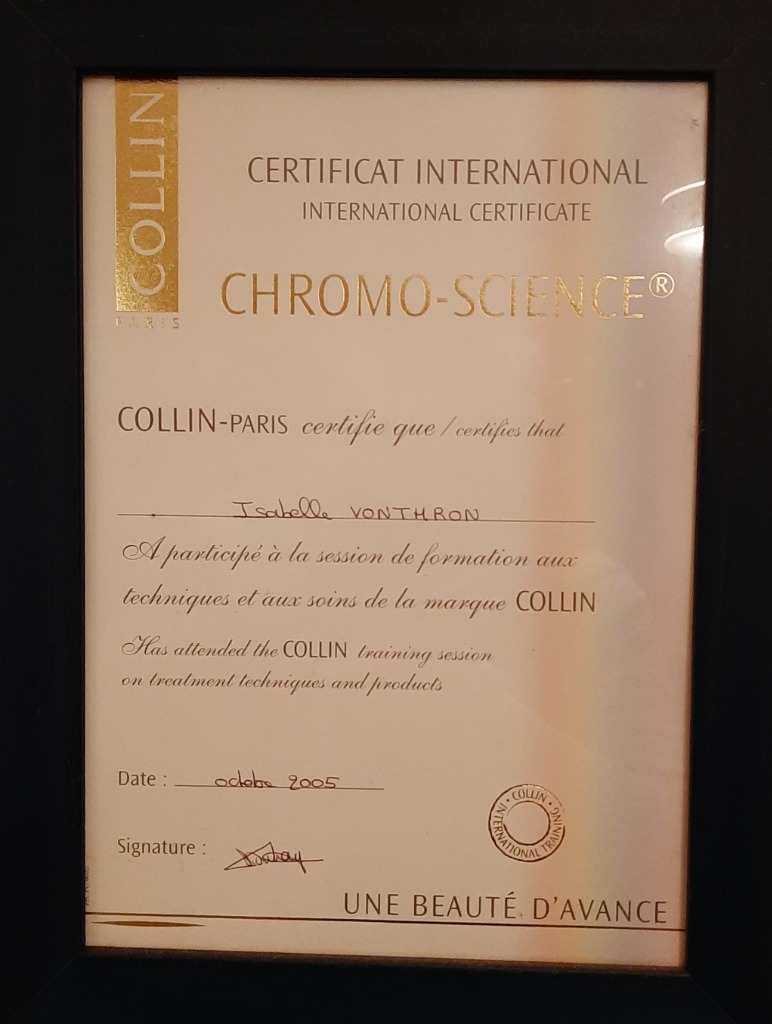 COLLIN
PARIS
CERTIFICAT INTERNATIONAL
INTERNATIONAL CERTIFICATE
CHROMO-SCIENCE®
COLLIN-PARIS certifie que / certifies that
Isabelle VONTHRON
A participé à la session de formation aux
techniques et aux soins de la marque COLLIN
Has attended the COLLIN training session
on treatment techniques and products
Date : octobre 2005
Signature :
• COLLIN • INTERNATIONAL TRAINING
UNE BEAUTÉ D'AVANCE